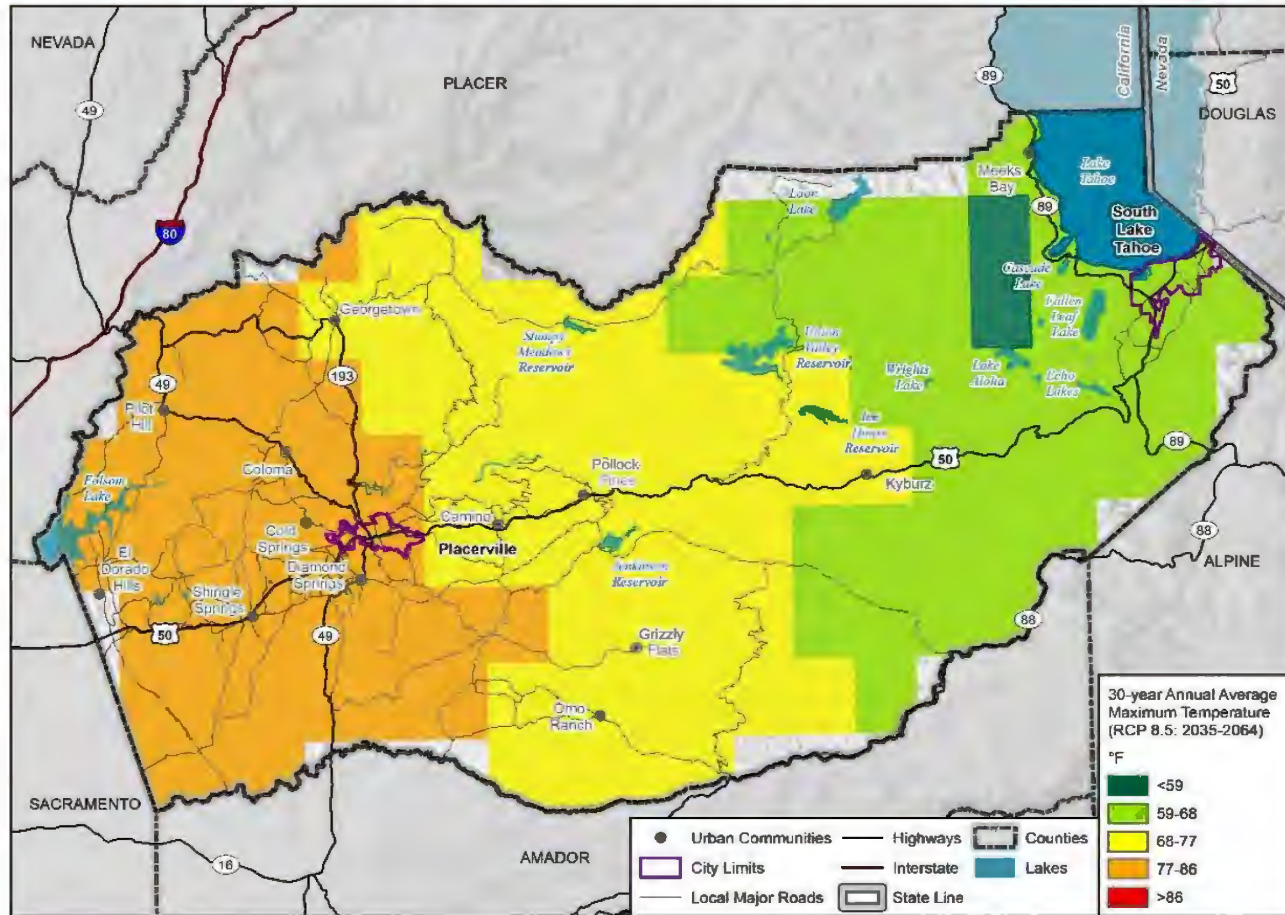 NEVADA
49
PLACER
89
California
Nevada
50
DOUGLAS
80
Meeks
Bay
89
Lake
Tahoe
South
Lake
Tahoe
Loon
Lake
Cascade
Lake
Fallen
Leaf
Lake
Georgetown
Stumpy
Meadows
Reservoir
Union
Valley
Reservoir
Wrights
Lake
Lake
Aloha
Echo
Lakes
49
193
Pilot
Hill
Ice
House
Reservoir
89
Coloma
Folsom
Lake
Pollock
Pines
50
Kyburz
Camino
Cold
Springs
Placerville
88
El
Dorado
Hills
Diamond
Springs
Jenkinson
Reservoir
ALPINE
Shingle
Springs
50
49
88
Grizzly
Flats
Omo
Ranch
SACRAMENTO
16
AMADOR
30-year Annual Average
Maximum Temperature
(RCP 8.5: 2035-2064)
°F
<59
59-68
68-77
77-86
>86
Urban Communities
Highways
Counties
City Limits
Interstate
Lakes
Local Major Roads
State Line